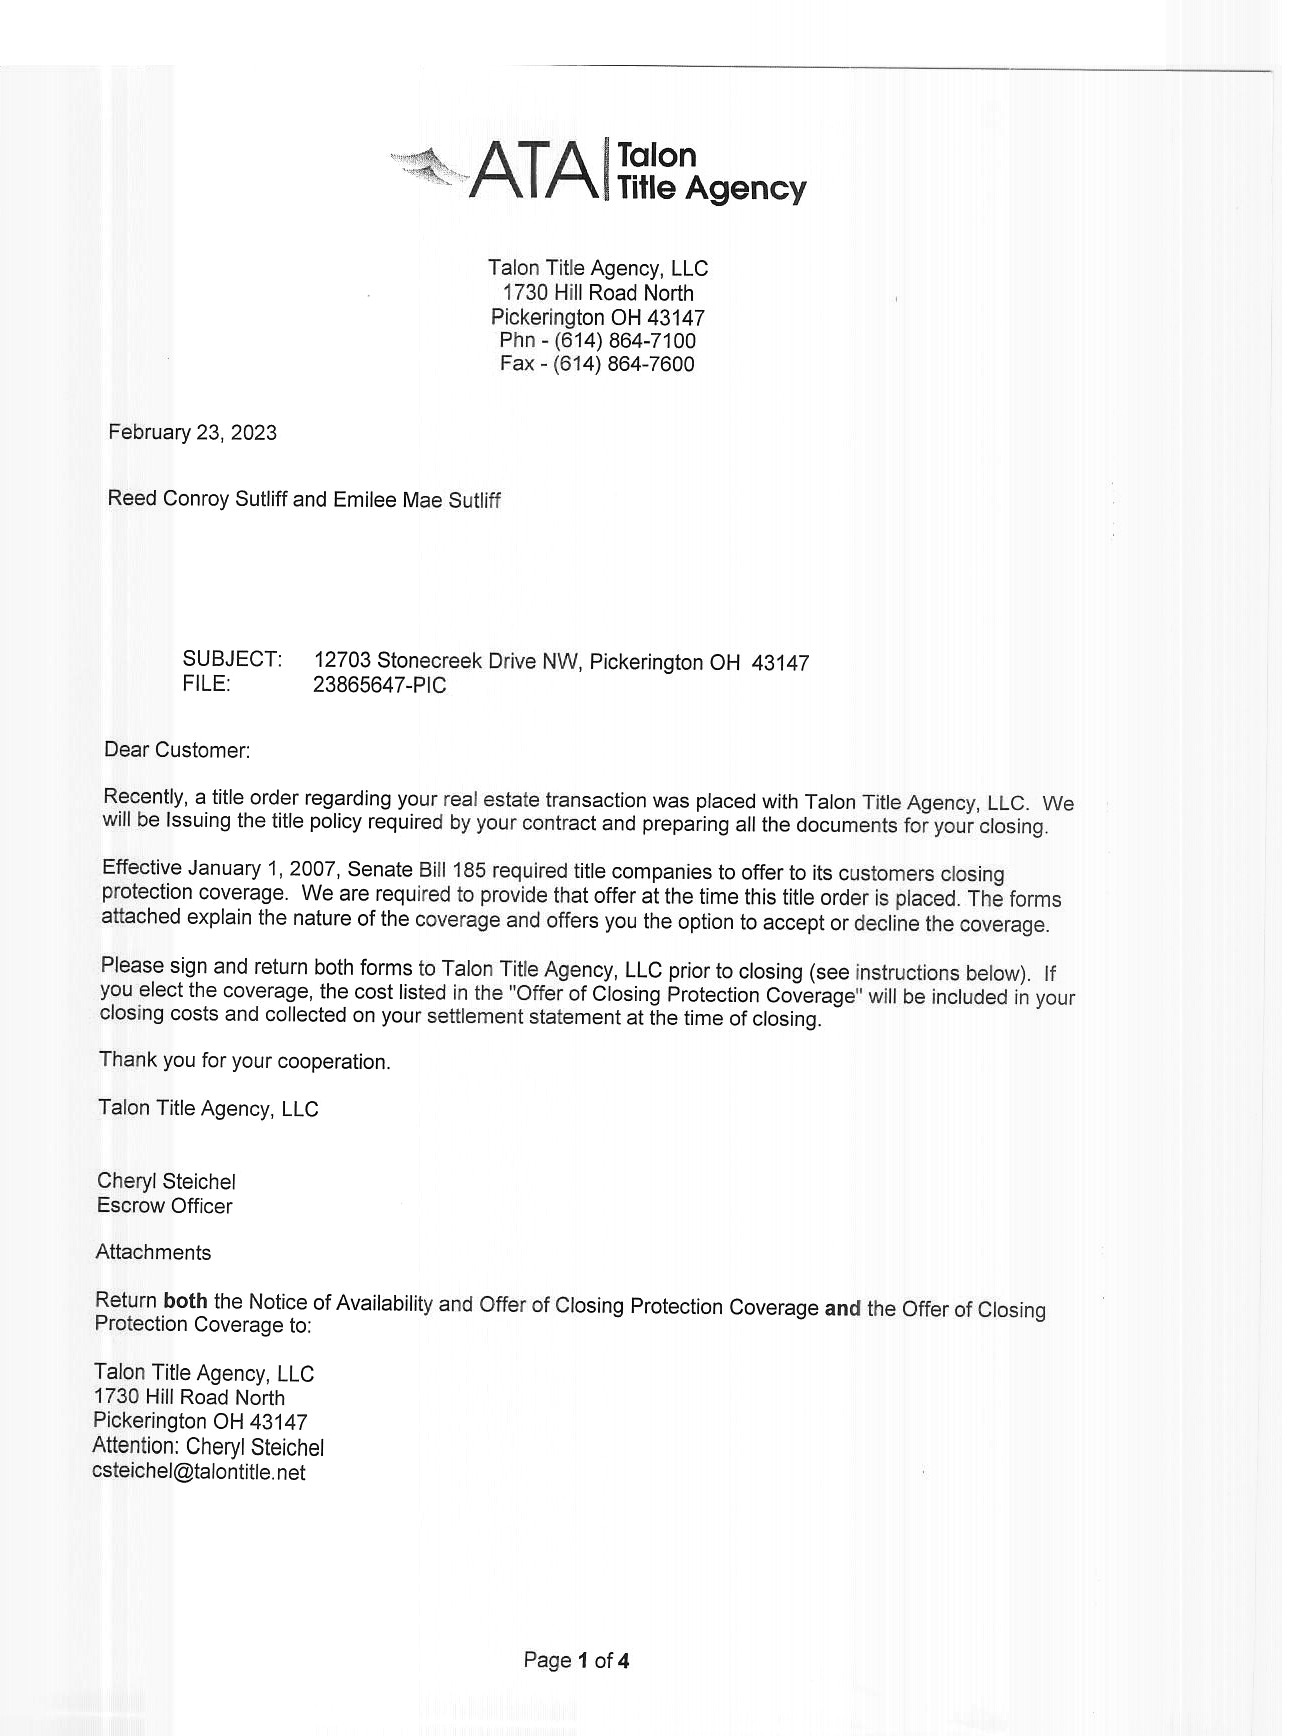 ATA Talon
Title Agency
Talon Title Agency, LLC
1730 Hill Road North
Pickerington OH 43147
Phn - (614) 864-7100
Fax - (614) 864-7600
February 23, 2023
Reed Conroy Sutliff and Emilee Mae Sutliff
SUBJECT: 12703 Stonecreek Drive NW, Pickerington OH 43147
FILE: 23865647-PIC
Dear Customer:
Recently, a title order regarding your real estate transaction was placed with Talon Title Agency, LLC. We
will be Issuing the title policy required by your contract and preparing all the documents for your closing.
Effective January 1, 2007, Senate Bill 185 required title companies to offer to its customers closing
protection coverage. We are required to provide that offer at the time this title order is placed. The forms
attached explain the nature of the coverage and offers you the option to accept or decline the coverage.
Please sign and return both forms to Talon Title Agency, LLC prior to closing (see instructions below). If
you elect the coverage, the cost listed in the "Offer of Closing Protection Coverage" will be included in your
closing costs and collected on your settlement statement at the time of closing.
Thank you for your cooperation.
Talon Title Agency, LLC
Cheryl Steichel
Escrow Officer
Attachments
Return both the Notice of Availability and Offer of Closing Protection Coverage and the Offer of Closing
Protection Coverage to:
Talon Title Agency, LLC
1730 Hill Road North
Pickerington OH 43147
Attention: Cheryl Steichel
csteichel@talontitle.net
Page 1 of 4